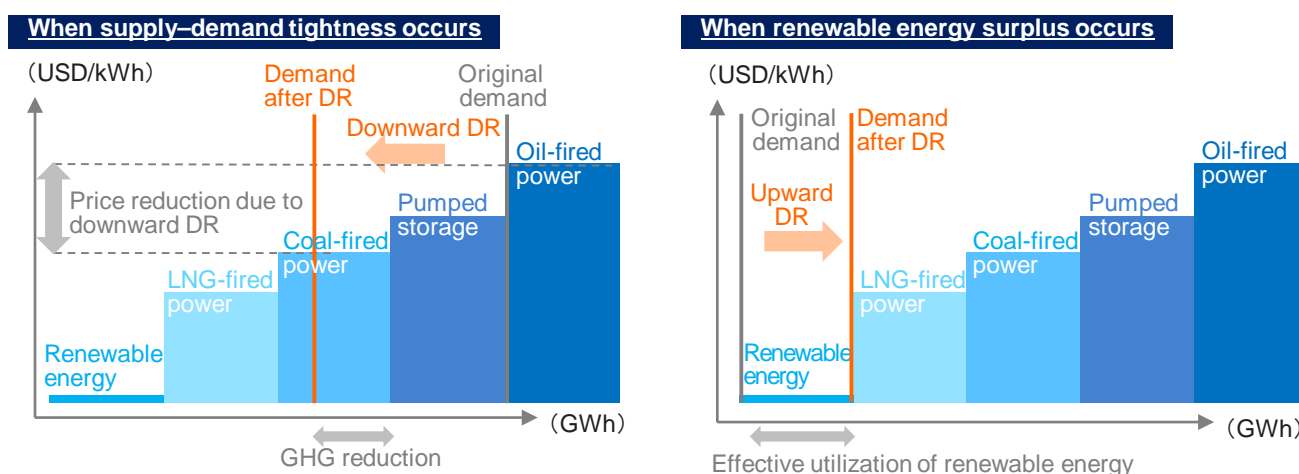 When supply–demand tightness occurs
（USD/kWh）
Demand
after DR
Original
demand
Downward DR
Oil-fired
power
Price reduction due to
downward DR
Pumped
storage
Coal-fired
power
LNG-fired
power
Renewable
energy
（GWh）
GHG reduction
When renewable energy surplus occurs
（USD/kWh）
Original
demand
Demand
after DR
Oil-fired
power
Upward
DR
Pumped
storage
Coal-fired
power
LNG-fired
power
Renewable
energy
（GWh）
Effective utilization of renewable energy